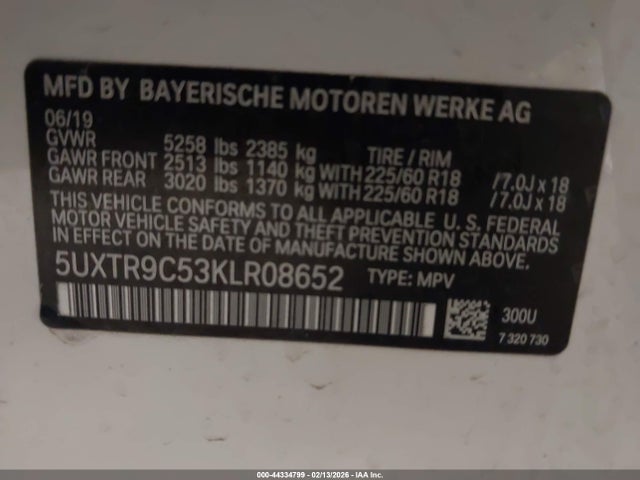 MFD BY BAYERISCHE MOTOREN WERKE AG
06/19
GVWR 5258 lbs 2385 kg TIRE / RIM
GAWR FRONT 2513 lbs 1140 kg WITH 225/60 R18 /7.0J x 18
GAWR REAR 3020 lbs 1370 kg WITH 225/60 R18 /7.0J x 18
THIS VEHICLE CONFORMS TO ALL APPLICABLE U. S. FEDERAL
MOTOR VEHICLE SAFETY AND THEFT PREVENTION STANDARDS
IN EFFECT ON THE DATE OF MANUFACTURE SHOWN ABOVE.
5UXTR9C53KLR08652 TYPE: MPV
300U
7 320 730
000-44334799 - 02/13/2026 - IAA Inc.